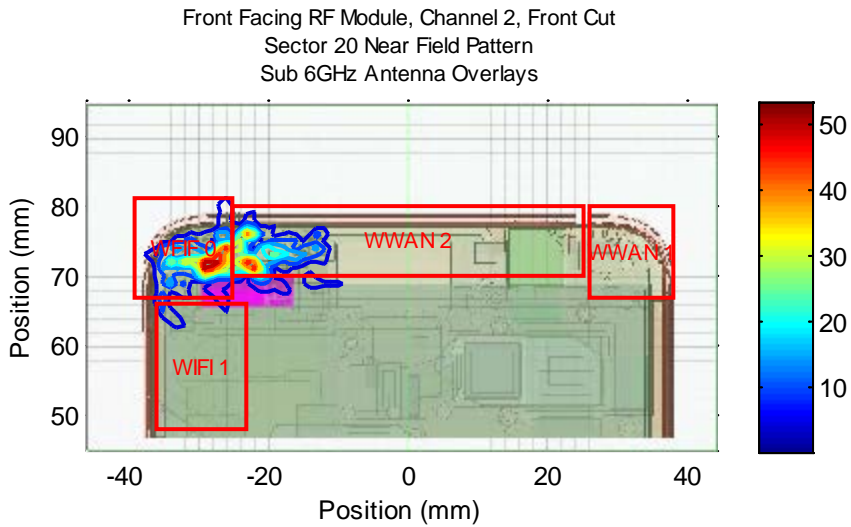 Front Facing RF Module, Channel 2, Front Cut
Sector 20 Near Field Pattern
Sub 6GHz Antenna Overlays
90
80
70
60
50
Position (mm)
WFIF 0
WWAN 2
WWAN 1
WIFI 1
-40
-20
0
20
40
Position (mm)
50
40
30
20
10